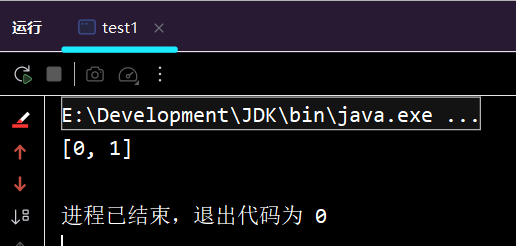 运行 test1
E:\Development\JDK\bin\java.exe ...
[0, 1]
进程已结束，退出代码为 0